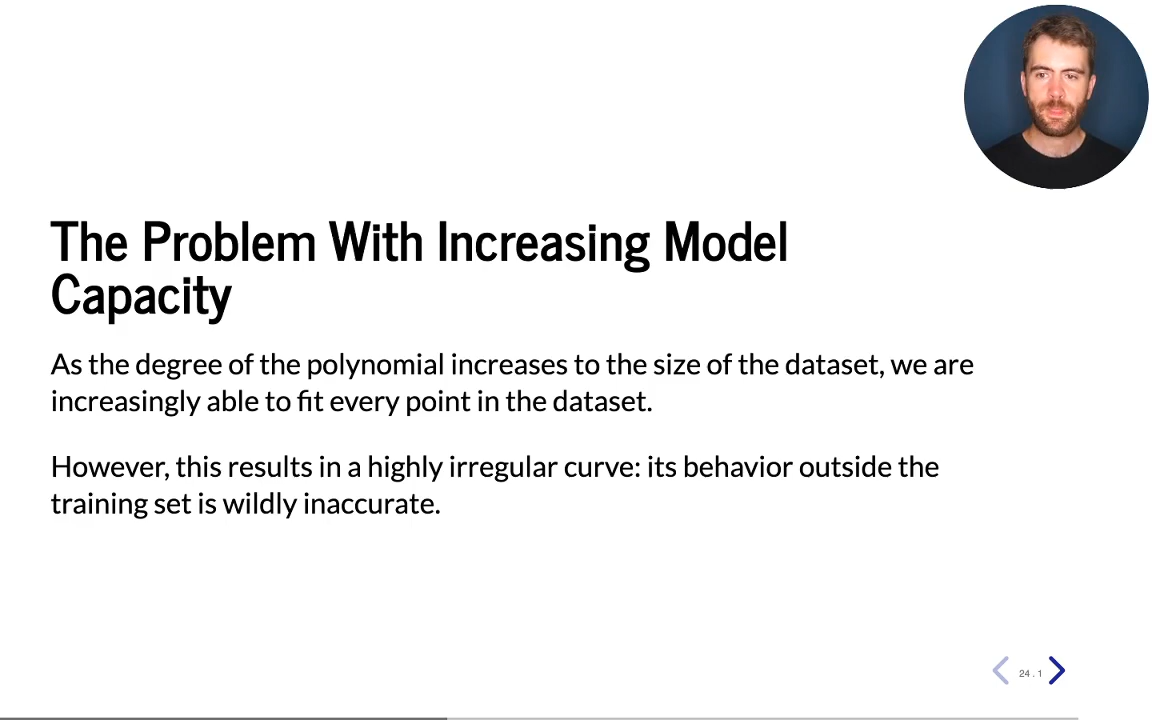 The Problem With Increasing Model
Capacity
As the degree of the polynomial increases to the size of the dataset, we are
increasingly able to fit every point in the dataset.
However, this results in a highly irregular curve: its behavior outside the
training set is wildly inaccurate.
24 . 1